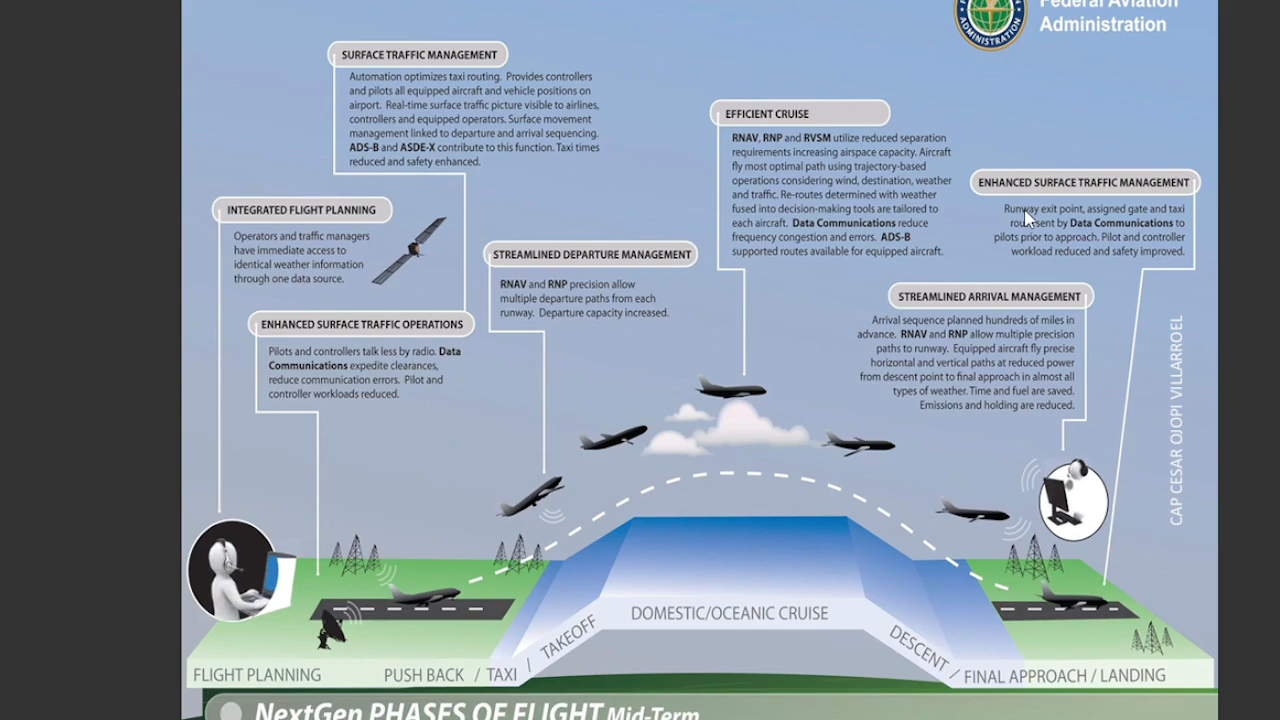 Federal Aviation
Administration
ADMINISTRATION
SURFACE TRAFFIC MANAGEMENT
Automation optimizes taxi routing. Provides controllers
and pilots all equipped aircraft and vehicle positions on
airport. Real-time surface traffic picture visible to airlines,
controllers and equipped operators. Surface movement
management linked to departure and arrival sequencing.
ADS-B and ASDE-X contribute to this function. Taxi times
reduced and safety enhanced.
EFFICIENT CRUISE
RNAV, RNP and RVSM utilize reduced separation
requirements increasing airspace capacity. Aircraft
fly most optimal path using trajectory-based
operations considering wind, destination, weather
and traffic. Re-routes determined with weather
fused into decision-making tools are tailored to
each aircraft. Data Communications reduce
frequency congestion and errors. ADS-B
supported routes available for equipped aircraft.
ENHANCED SURFACE TRAFFIC MANAGEMENT
Runway exit point, assigned gate and taxi
sent by Data Communications to
pilots prior to approach. Pilot and controller
workload reduced and safety improved.
INTEGRATED FLIGHT PLANNING
Operators and traffic managers
have immediate access to
identical weather information
through one data source.
STREAMLINED DEPARTURE MANAGEMENT
RNAV and RNP precision allow
multiple departure paths from each
runway. Departure capacity increased.
STREAMLINED ARRIVAL MANAGEMENT
Arrival sequence planned hundreds of miles in
advance. RNAV and RNP allow multiple precision
paths to runway. Equipped aircraft fly precise
horizontal and vertical paths at reduced power
from descent point to final approach in almost all
types of weather. Time and fuel are saved.
Emissions and holding are reduced.
ENHANCED SURFACE TRAFFIC OPERATIONS
Pilots and controllers talk less by radio. Data
Communications expedite clearances,
reduce communication errors. Pilot and
controller workloads reduced.
CAP CESAR OJOPI VILLARROEL
FLIGHT PLANNING
PUSH BACK / TAXI / TAKEOFF
DOMESTIC/OCEANIC CRUISE
DESCENT / FINAL APPROACH / LANDING
NextGen PHASES OF FLIGHT Mid-Term